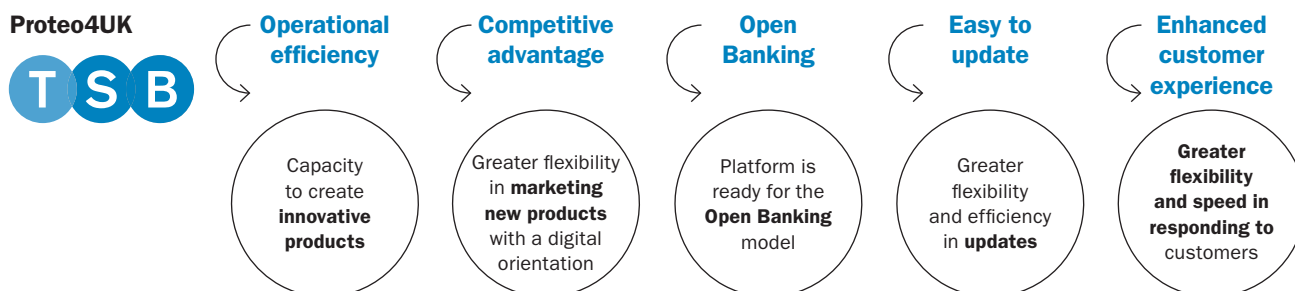 Proteo4UK
TSB
Operational
efficiency
Capacity
to create
innovative
products
Competitive
advantage
Greater flexibility
in marketing
new products
with a digital
orientation
Open
Banking
Platform is
ready for the
Open Banking
model
Easy to
update
Greater
flexibility
and efficiency
in updates
Enhanced
customer
experience
Greater
flexibility
and speed in
responding to
customers